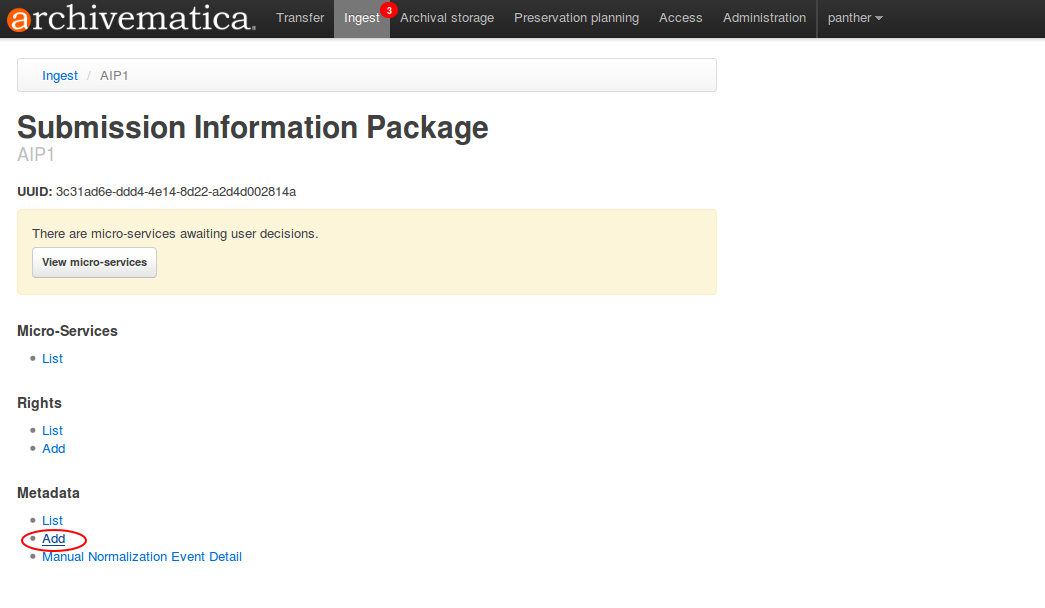 archivematica. Transfer Ingest 3 Archival storage Preservation planning Access Administration panther
Ingest / AIP1
Submission Information Package
AIP1
UUID: 3c31ad6e-ddd4-4e14-8d22-a2d4d002814a
There are micro-services awaiting user decisions.
View micro-services
Micro-Services
List
Rights
List
Add
Metadata
List
Add
Manual Normalization Event Detail